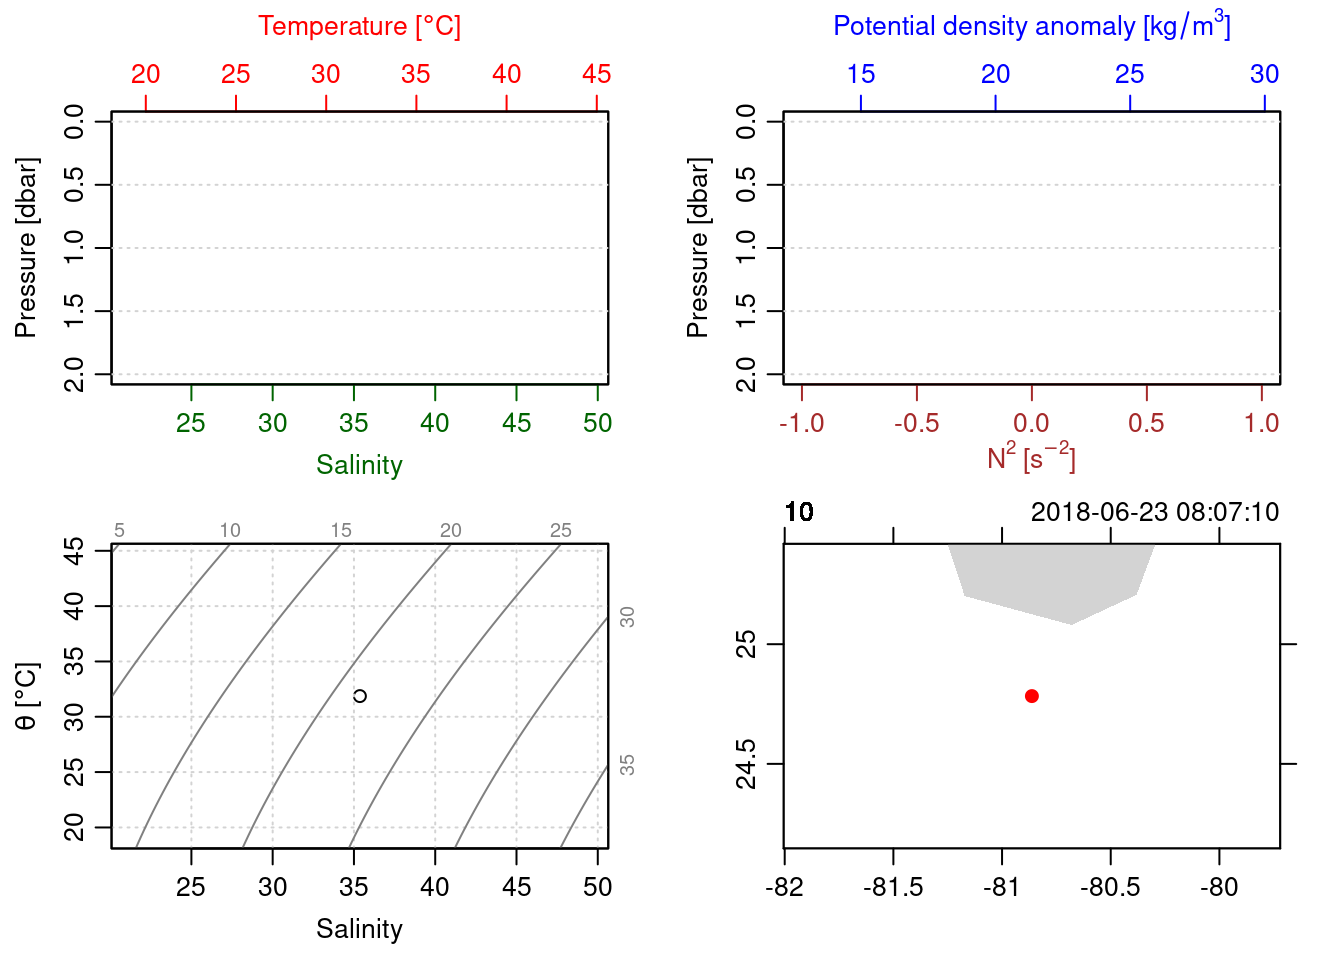 Temperature [°C]
20 25 30 35 40 45
Pressure [dbar]
0.0 0.5 1.0 1.5 2.0
25 30 35 40 45 50
Salinity
Potential density anomaly [kg/m³]
15 20 25 30
Pressure [dbar]
0.0 0.5 1.0 1.5 2.0
-1.0 -0.5 0.0 0.5 1.0
N² [s⁻²]
5 10 15 20 25
30
35
θ [°C]
45 40 35 30 25 20
25 30 35 40 45 50
Salinity
10 2018-06-23 08:07:10
25
24.5
-82 -81.5 -81 -80.5 -80